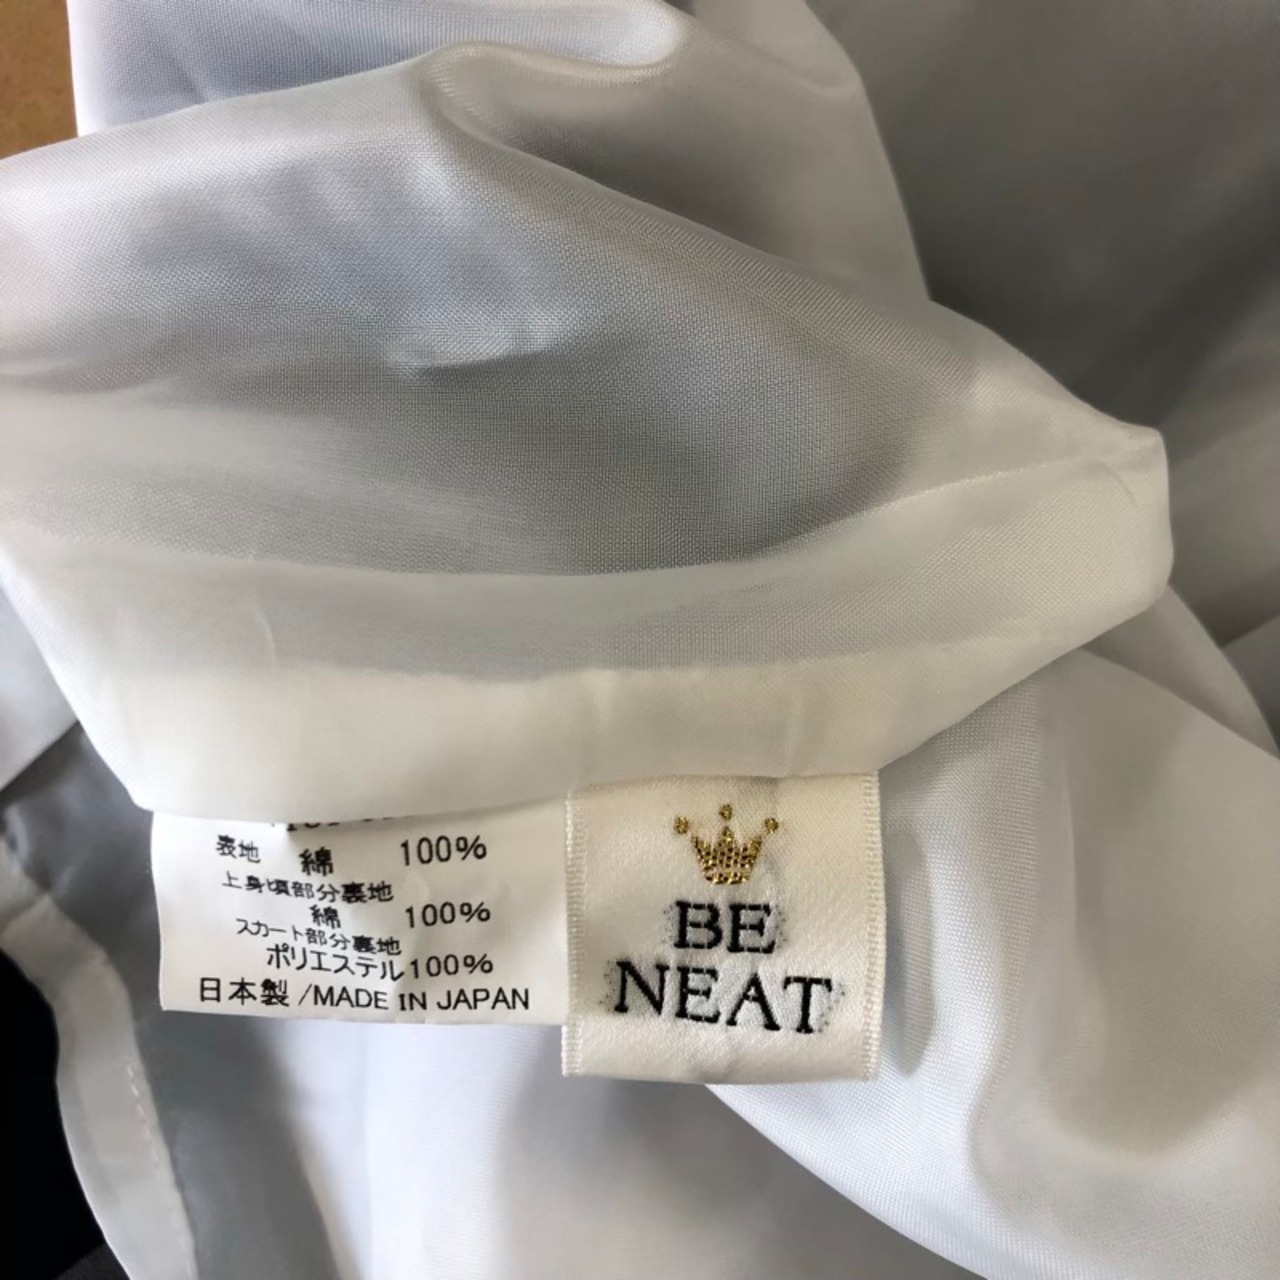 表地 綿 100%
上身頃部分裏地
綿 100%
スカート部分裏地
ポリエステル100%
日本製/MADE IN JAPAN
BE
NEAT